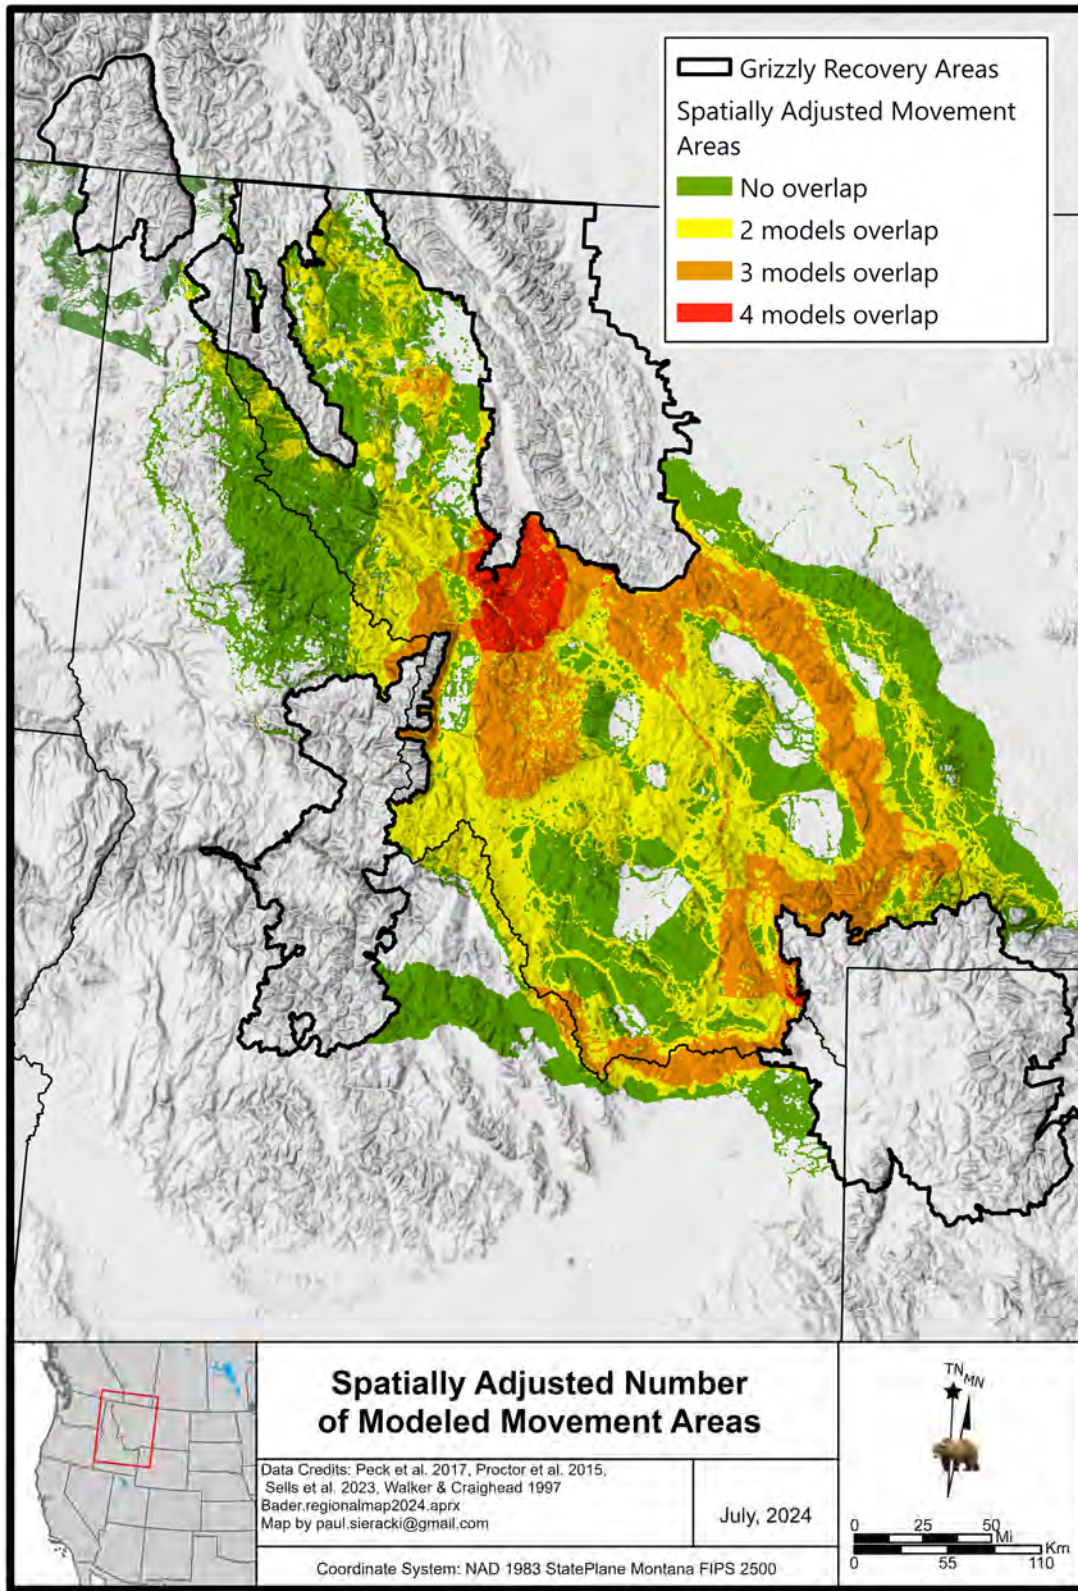 Grizzly Recovery Areas
Spatially Adjusted Movement
Areas
No overlap
2 models overlap
3 models overlap
4 models overlap
Spatially Adjusted Number
of Modeled Movement Areas
Data Credits: Peck et al. 2017, Proctor et al. 2015,
Sells et al. 2023, Walker & Craighead 1997
Bader.regionalmap2024.aprx
Map by paul.sieracki@gmail.com
July, 2024
Coordinate System: NAD 1983 StatePlane Montana FIPS 2500
TN MN
0 25 50
Mi
Km
0 55 110